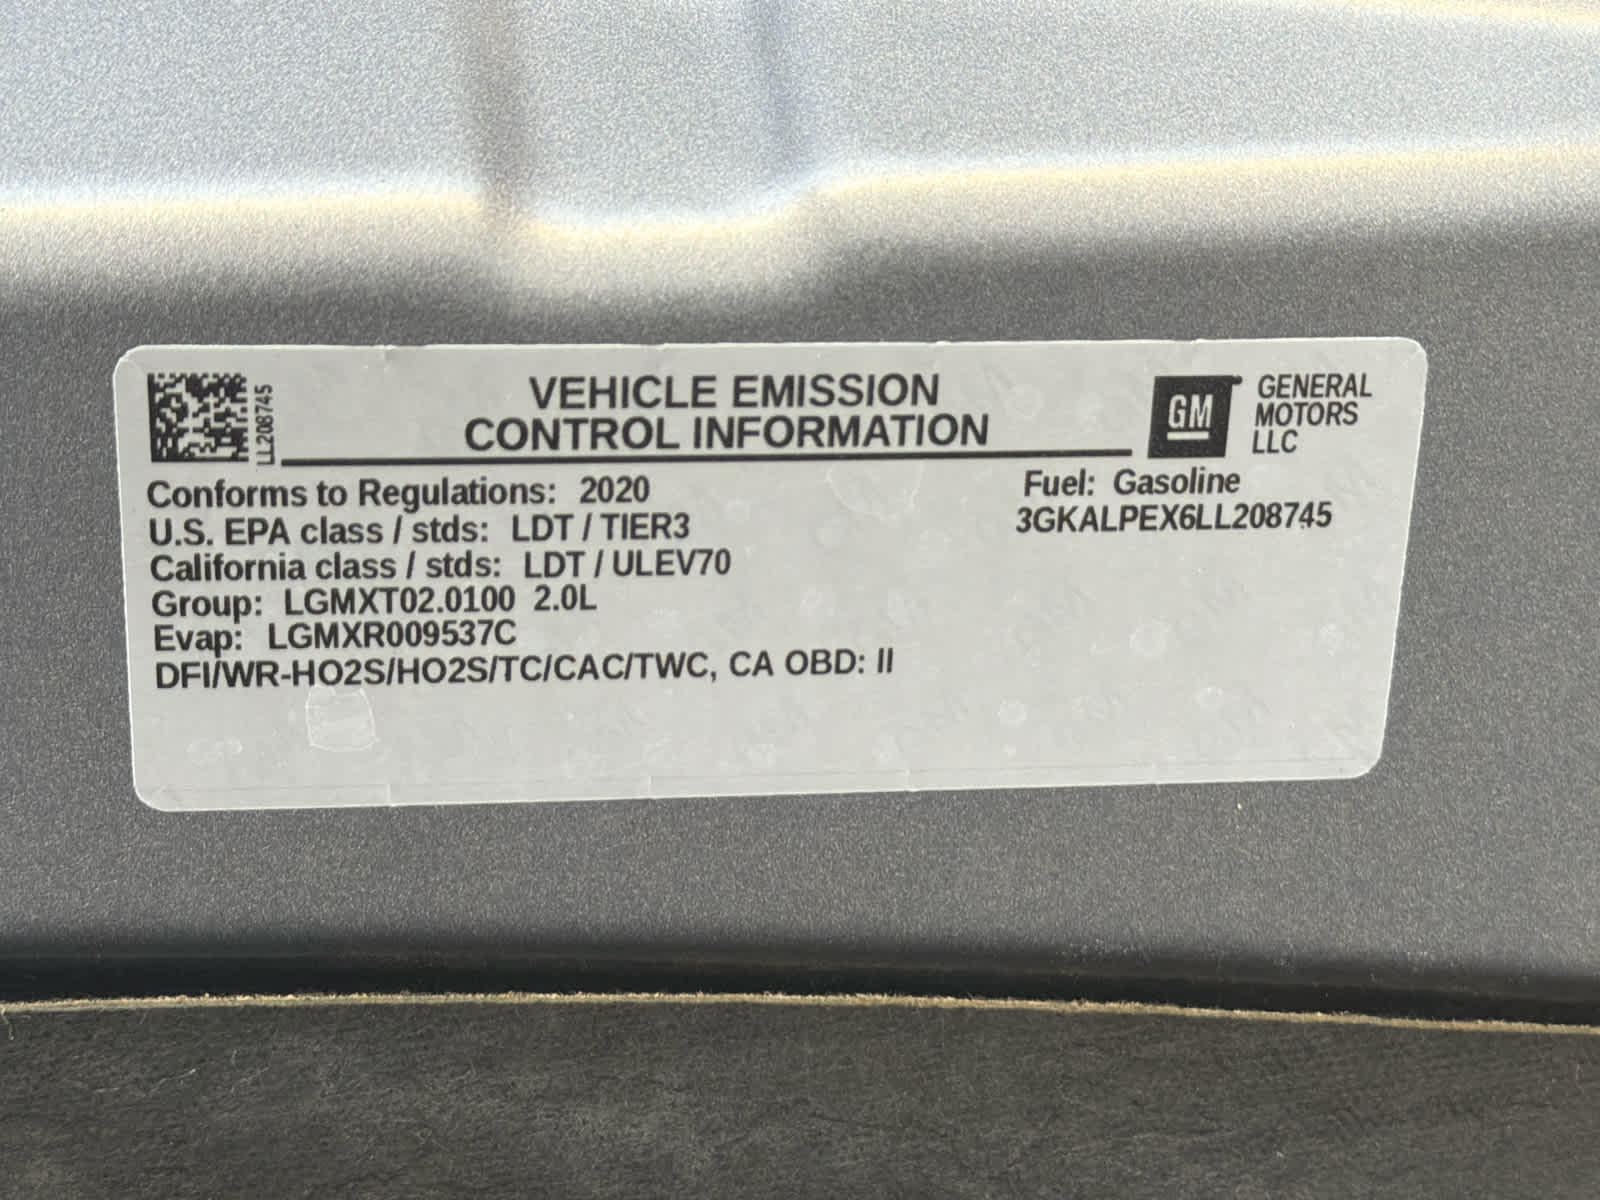 LL208745
VEHICLE EMISSION
CONTROL INFORMATION
GM
GENERAL
MOTORS
LLC
Conforms to Regulations: 2020
U.S. EPA class / stds: LDT / TIER3
California class / stds: LDT / ULEV70
Group: LGMXT02.0100 2.0L
Evap: LGMXR009537C
DFI/WR-HO2S/HO2S/TC/CAC/TWC, CA OBD: II
Fuel: Gasoline
3GKALPEX6LL208745